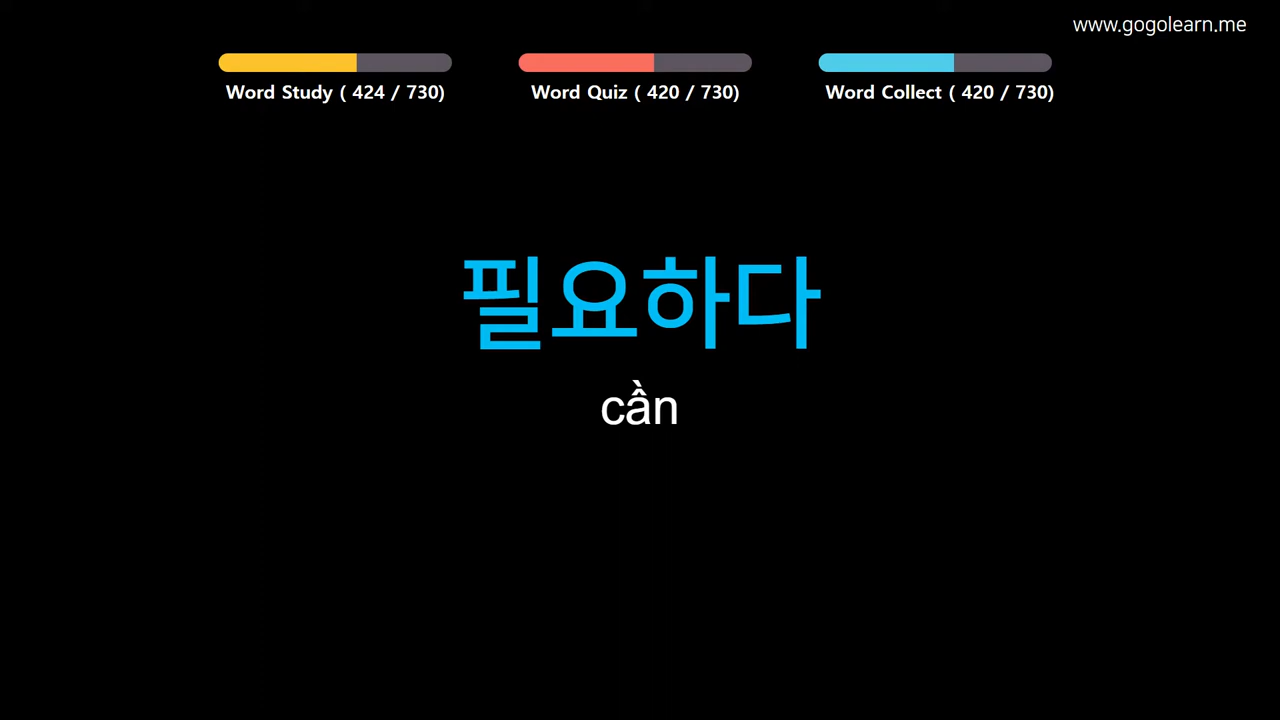 www.gogolearn.me
Word Study ( 424 / 730)
Word Quiz ( 420 / 730)
Word Collect ( 420 / 730)
필요하다
cần